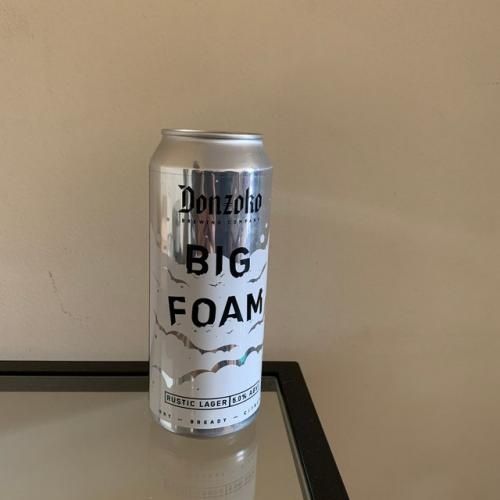 Donzoko
BREWING COMPANY
BIG
FOAM
RUSTIC LAGER 5.0% ABV
BREADY —